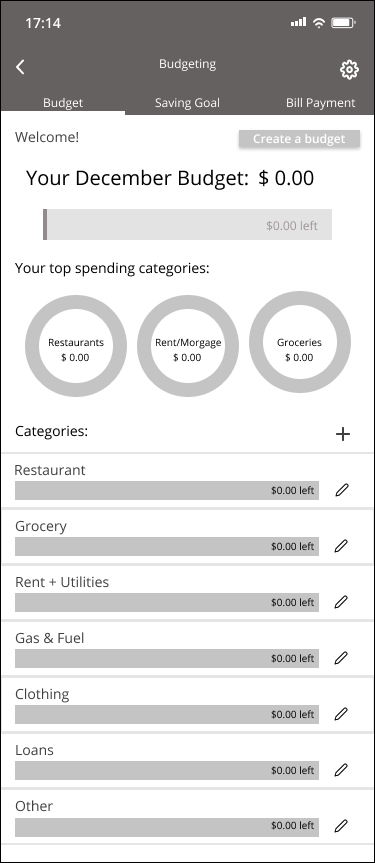 17:14
Budgeting
Budget Saving Goal Bill Payment
Welcome! Create a budget
Your December Budget: $ 0.00
$0.00 left
Your top spending categories:
Restaurants Rent/Morgage Groceries
$ 0.00 $ 0.00 $ 0.00
Categories:
Restaurant
$0.00 left
Grocery
$0.00 left
Rent + Utilities
$0.00 left
Gas & Fuel
$0.00 left
Clothing
$0.00 left
Loans
$0.00 left
Other
$0.00 left